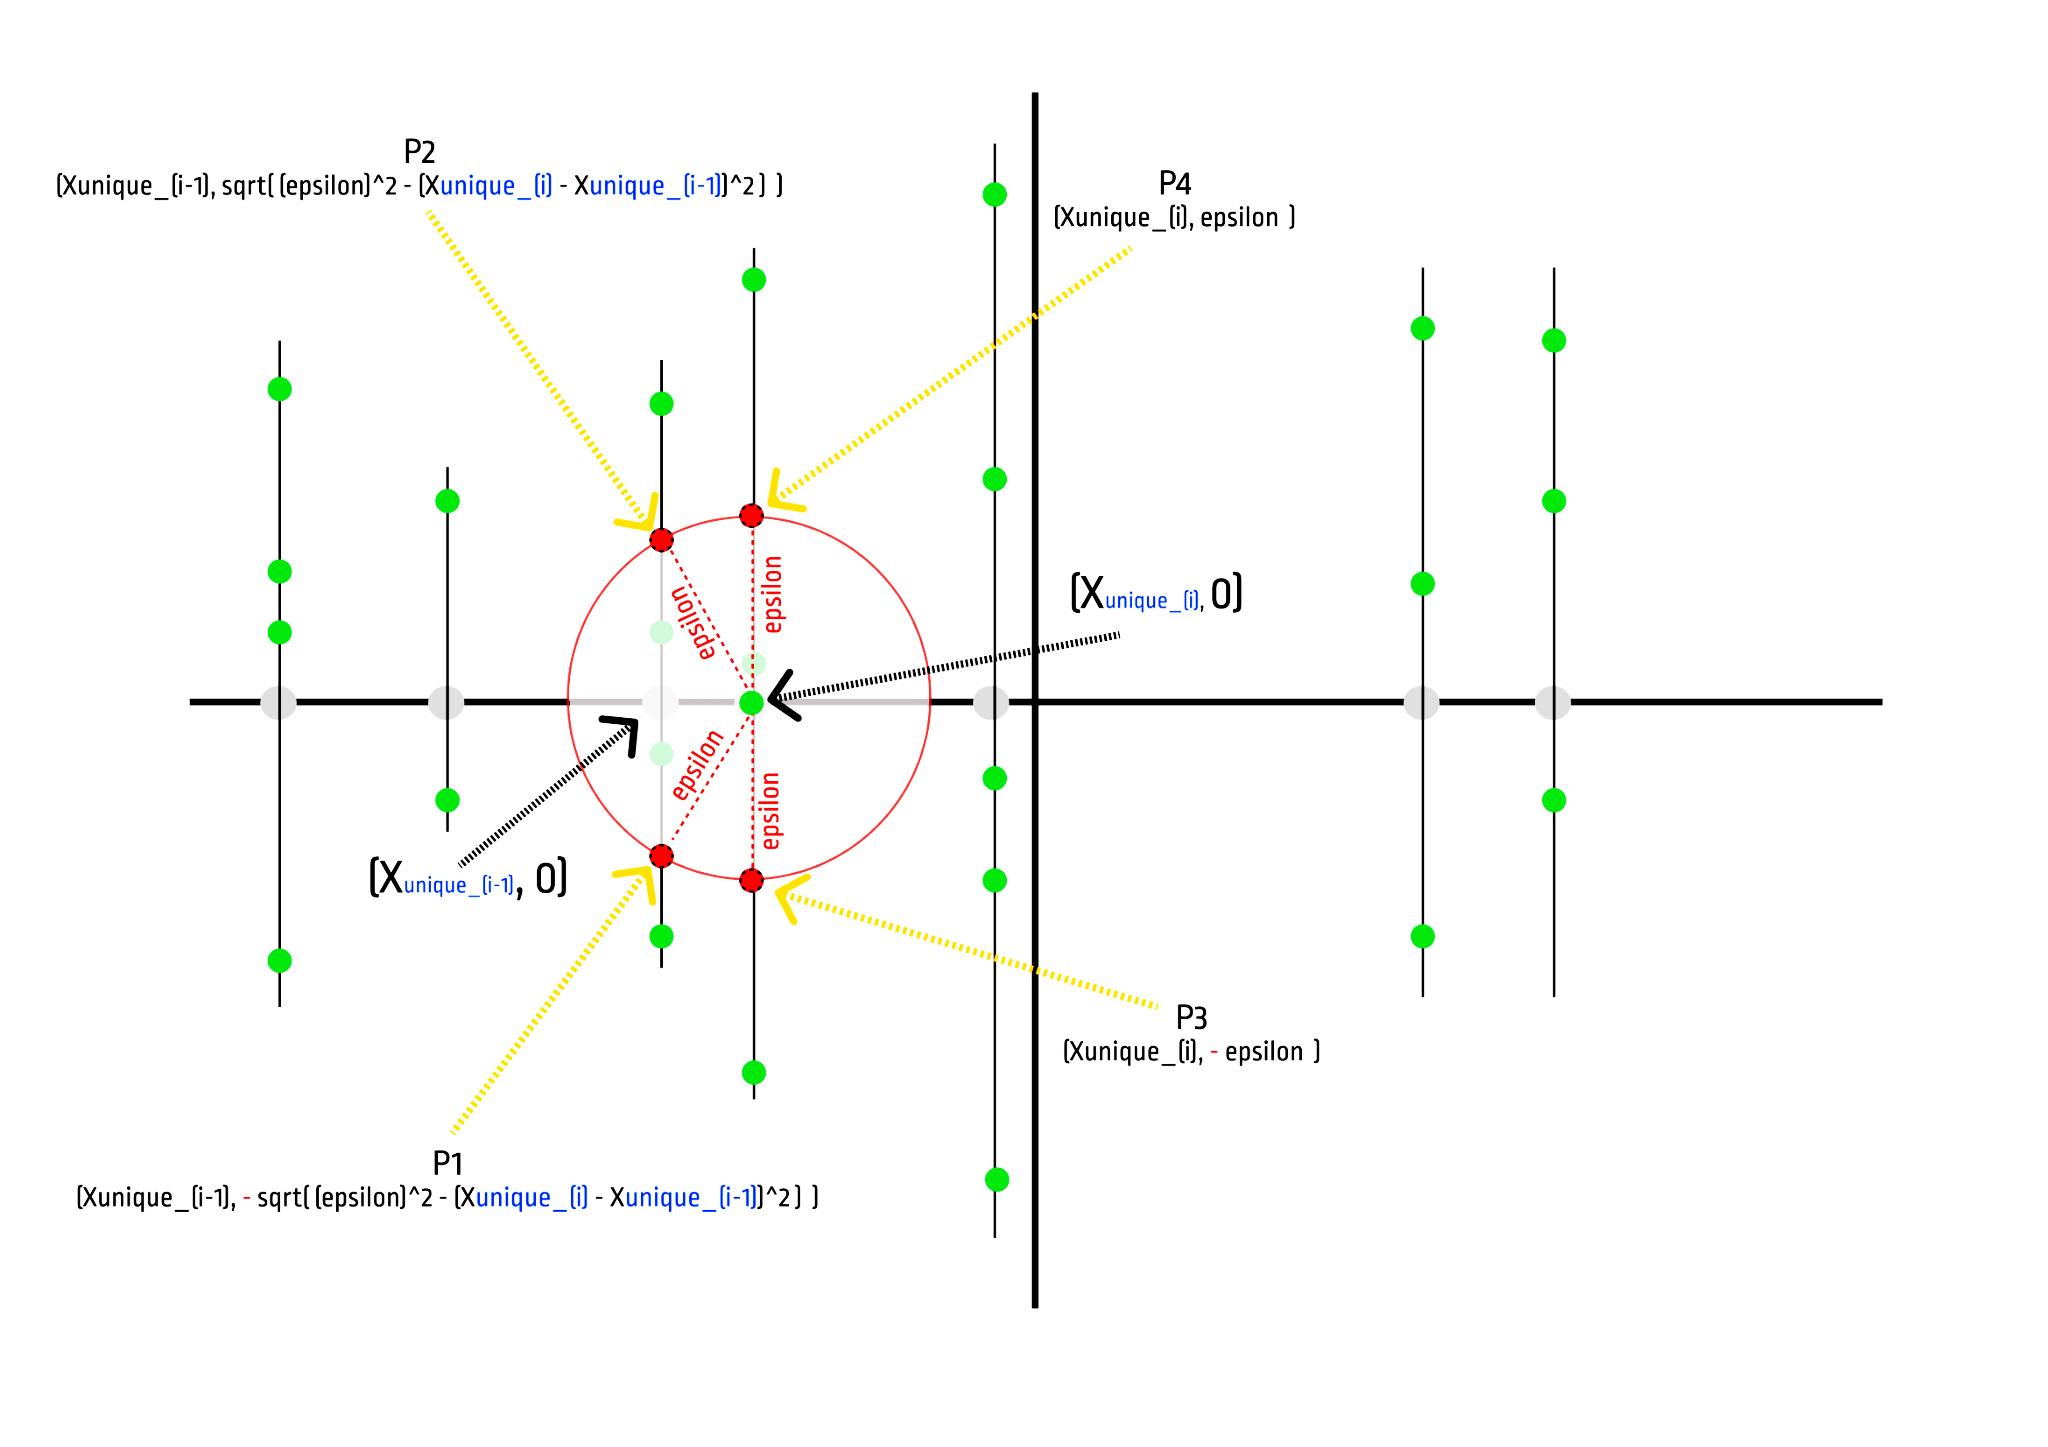 P2
(Xunique_(i-1), sqrt( (epsilon)^2 - (Xunique_(i) - Xunique_(i-1))^2 ) )
P4
(Xunique_(i), epsilon )
epsilon
epsilon
(Xunique_(i), 0)
epsilon
epsilon
(Xunique_(i-1), 0)
P3
(Xunique_(i), - epsilon )
P1
(Xunique_(i-1), - sqrt( (epsilon)^2 - (Xunique_(i) - Xunique_(i-1))^2 ) )